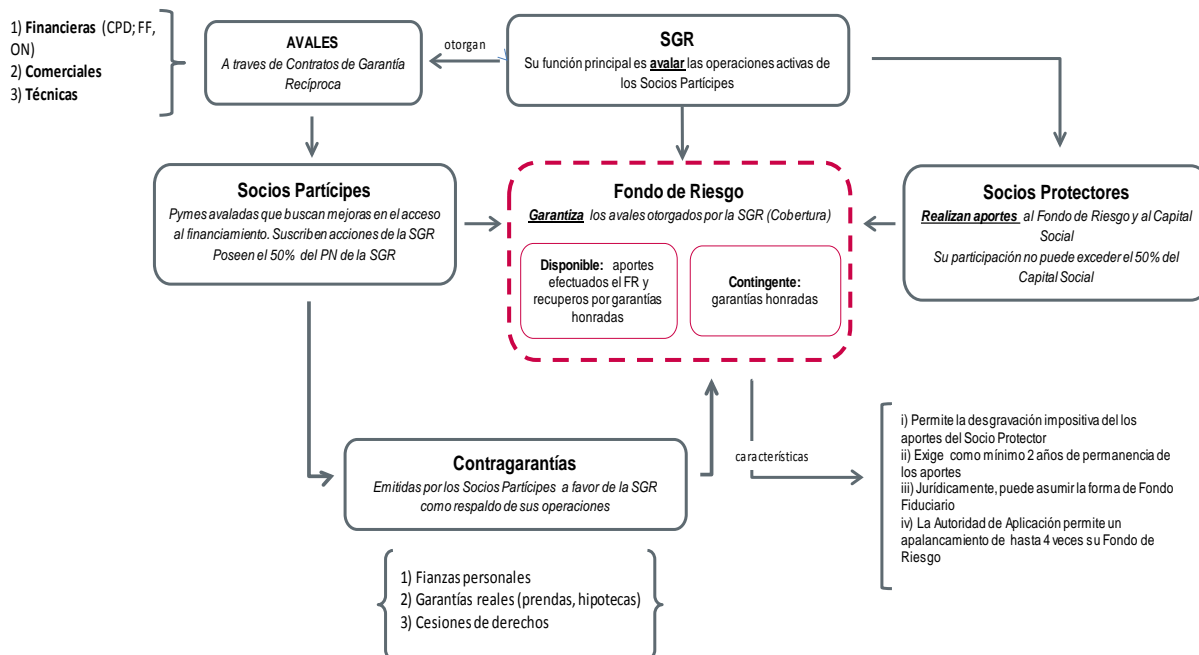 1) Financieras (CPD; FF,
ON)
2) Comerciales
3) Técnicas
AVALES
A traves de Contratos de Garantía
Recíproca
otorgan
SGR
Su función principal es avalar las operaciones activas de
los Socios Partícipes
Socios Partícipes
Pymes avaladas que buscan mejoras en el acceso
al financiamiento. Suscriben acciones de la SGR
Poseen el 50% del PN de la SGR
Fondo de Riesgo
Garantiza los avales otorgados por la SGR (Cobertura)
Disponible: aportes
efectuados el FR y
recuperos por garantías
honradas
Contingente:
garantías honradas
Socios Protectores
Realizan aportes al Fondo de Riesgo y al Capital
Social
Su participación no puede exceder el 50% del
Capital Social
Contragarantías
Emitidas por los Socios Partícipes a favor de la SGR
como respaldo de sus operaciones
características
i) Permite la desgravación impositiva del los
aportes del Socio Protector
ii) Exige como mínimo 2 años de permanencia de
los aportes
iii) Jurídicamente, puede asumir la forma de Fondo
Fiduciario
iv) La Autoridad de Aplicación permite un
apalancamiento de hasta 4 veces su Fondo de
Riesgo
1) Fianzas personales
2) Garantías reales (prendas, hipotecas)
3) Cesiones de derechos